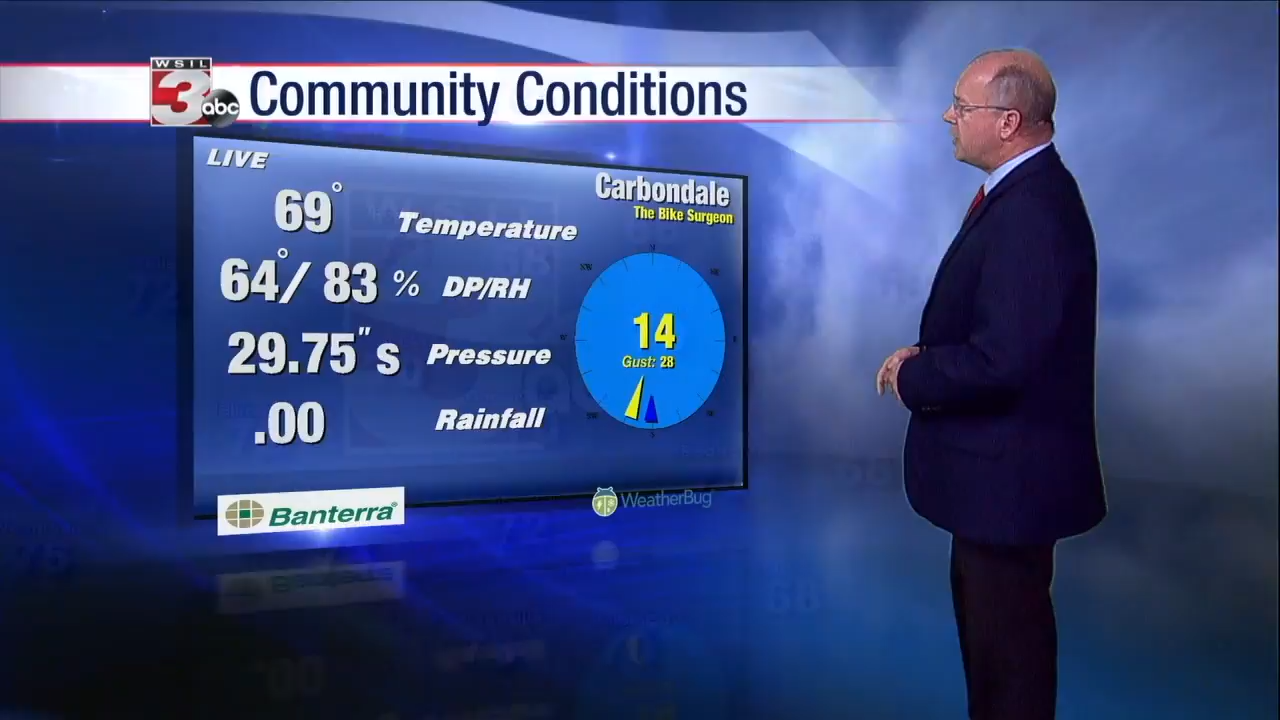 WSIL
3
abc
Community Conditions
LIVE
Carbondale
The Bike Surgeon
69° Temperature
64°/ 83 % DP/RH
29.75" s Pressure
.00 Rainfall
14
Gust: 28
Banterra®
WeatherBug